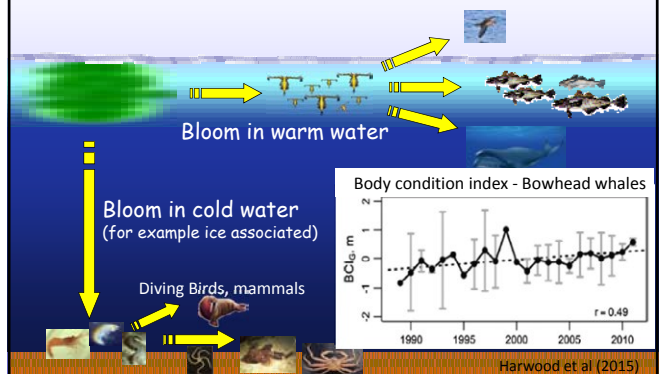 Bloom in warm water
Body condition index - Bowhead whales
Bloom in cold water
(for example ice associated)
Diving Birds, mammals
BCI_G, m
2
1
0
-1
-2
r = 0.49
1990
1995
2000
2005
2010
Harwood et al (2015)